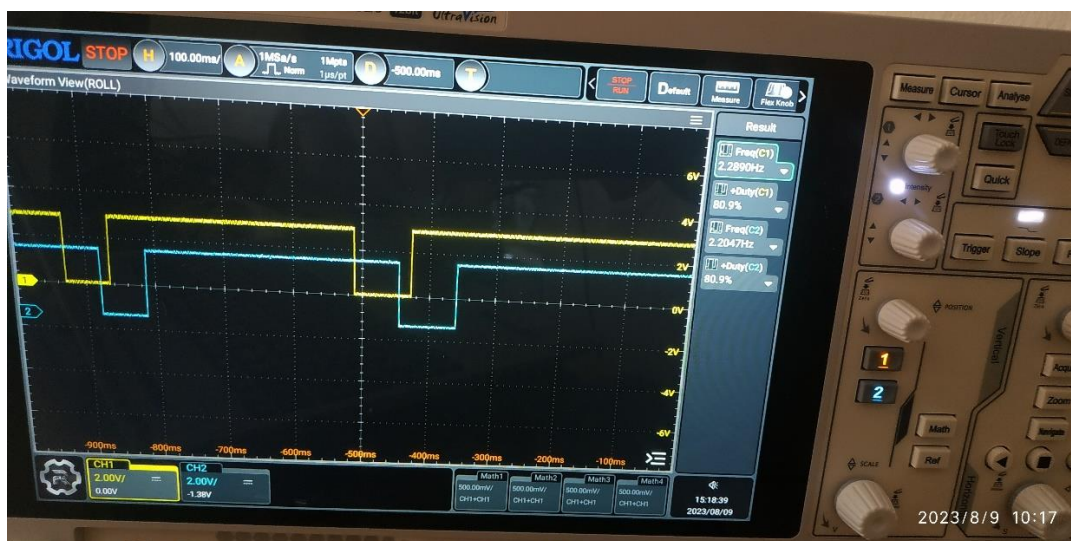 UltraVision
RIGOL STOP H 100.00ms/ A 1MSa/s 1Mpts D -500.00ms T STOP Default Measure Flex Knob
Norm 1µs/pt RUN
Waveform View(ROLL)
Result
Freq(C1)
2.2890Hz
+Duty(C1)
80.9%
Freq(C2)
2.2047Hz
+Duty(C2)
80.9%
6V
4V
2V
0V
-2V
-4V
-6V
1
2
-900ms -800ms -700ms -600ms -500ms -400ms -300ms -200ms -100ms
CH1
2.00V/
0.00V
CH2
2.00V/
-1.38V
Math1
500.00mV/
CH1+CH1
Math2
500.00mV/
CH1+CH1
Math3
500.00mV/
CH1+CH1
Math4
500.00mV/
CH1+CH1
15:18:39
2023/08/09
Measure Cursor Analyse
Touch
Lock
Quick
Intensity
Trigger Slope
POSITION
Vertical
1
2
Zoom
Navigate
Math
Ref
SCALE
Horizontal
2023/8/9 10:17